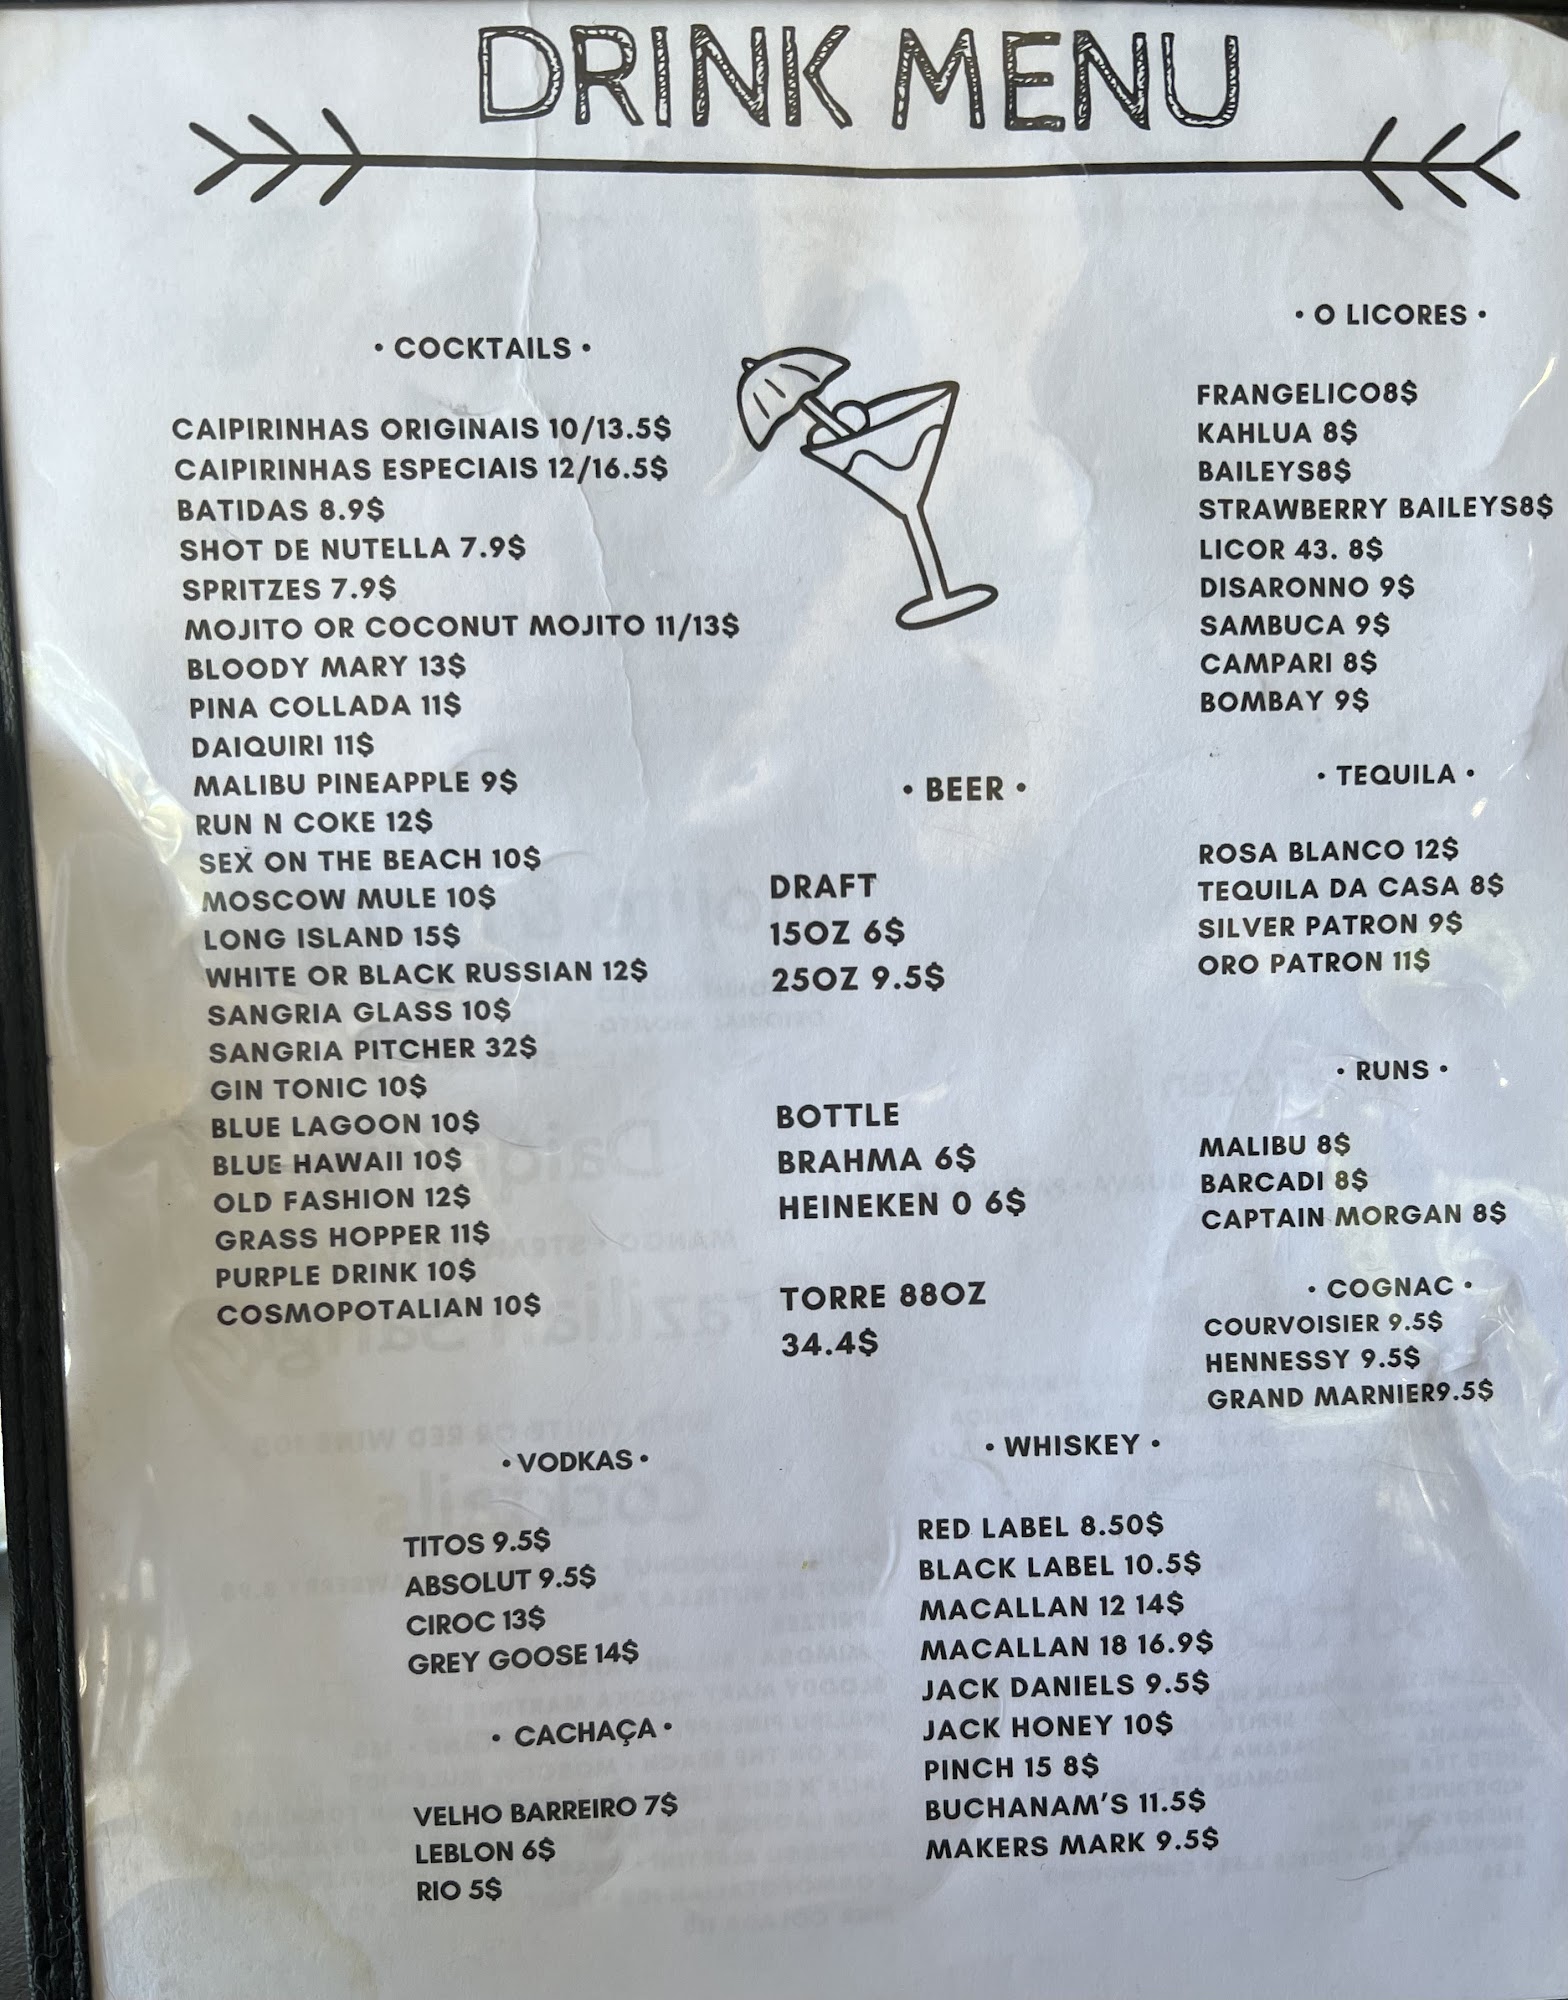 DRINK MENU
• COCKTAILS •
CAIPIRINHAS ORIGINAIS 10/13.5$
CAIPIRINHAS ESPECIAIS 12/16.5$
BATIDAS 8.9$
SHOT DE NUTELLA 7.9$
SPRITZES 7.9$
MOJITO OR COCONUT MOJITO 11/13$
BLOODY MARY 13$
PINA COLLADA 11$
DAIQUIRI 11$
MALIBU PINEAPPLE 9$
RUN N COKE 12$
SEX ON THE BEACH 10$
MOSCOW MULE 10$
LONG ISLAND 15$
WHITE OR BLACK RUSSIAN 12$
SANGRIA GLASS 10$
SANGRIA PITCHER 32$
GIN TONIC 10$
BLUE LAGOON 10$
BLUE HAWAII 10$
OLD FASHION 12$
GRASS HOPPER 11$
PURPLE DRINK 10$
COSMOPOTALIAN 10$
• BEER •
DRAFT
15OZ 6$
25OZ 9.5$
BOTTLE
BRAHMA 6$
HEINEKEN 0 6$
TORRE 88OZ
34.4$
• O LICORES •
FRANGELICO8$
KAHLUA 8$
BAILEYS8$
STRAWBERRY BAILEYS8$
LICOR 43. 8$
DISARONNO 9$
SAMBUCA 9$
CAMPARI 8$
BOMBAY 9$
• TEQUILA •
ROSA BLANCO 12$
TEQUILA DA CASA 8$
SILVER PATRON 9$
ORO PATRON 11$
• RUNS •
MALIBU 8$
BARCADI 8$
CAPTAIN MORGAN 8$
• COGNAC •
COURVOISIER 9.5$
HENNESSY 9.5$
GRAND MARNIER9.5$
• VODKAS •
TITOS 9.5$
ABSOLUT 9.5$
CIROC 13$
GREY GOOSE 14$
• CACHAÇA •
VELHO BARREIRO 7$
LEBLON 6$
RIO 5$
• WHISKEY •
RED LABEL 8.50$
BLACK LABEL 10.5$
MACALLAN 12 14$
MACALLAN 18 16.9$
JACK DANIELS 9.5$
JACK HONEY 10$
PINCH 15 8$
BUCHANAM'S 11.5$
MAKERS MARK 9.5$